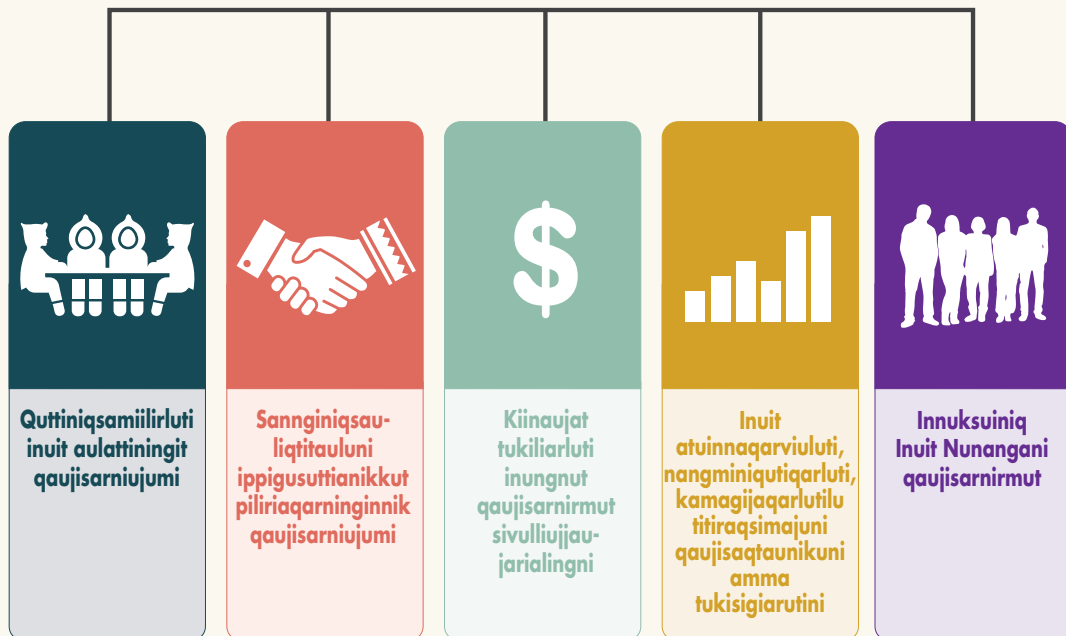 Quttiniqsamiilirluti
inuit aulattiningit
qaujisarniujumi
Sannginiqsau-
liqtitauluni
ippigusuttianikkut
piliriaqarninginnik
qaujisarniujumi
Kiinaujat
tukiliarluti
inungnut
qaujisarnirmut
sivulliujjau-
jarialingni
Inuit
atuinnaqarviuluti,
nangminiqutiqarluti,
kamagijaqarlutilu
titiraqsimajuni
qaujisaqtaunikuni
amma
tukisigiarutini
Innuksuiniq
Inuit Nunangani
qaujisarnirmut